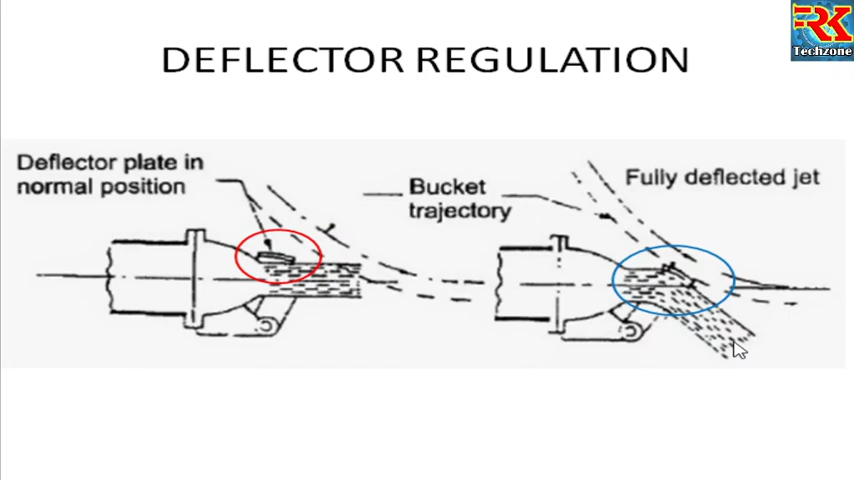 RK
Techzone
DEFLECTOR REGULATION
Deflector plate in
normal position
Bucket
trajectory
Fully deflected jet